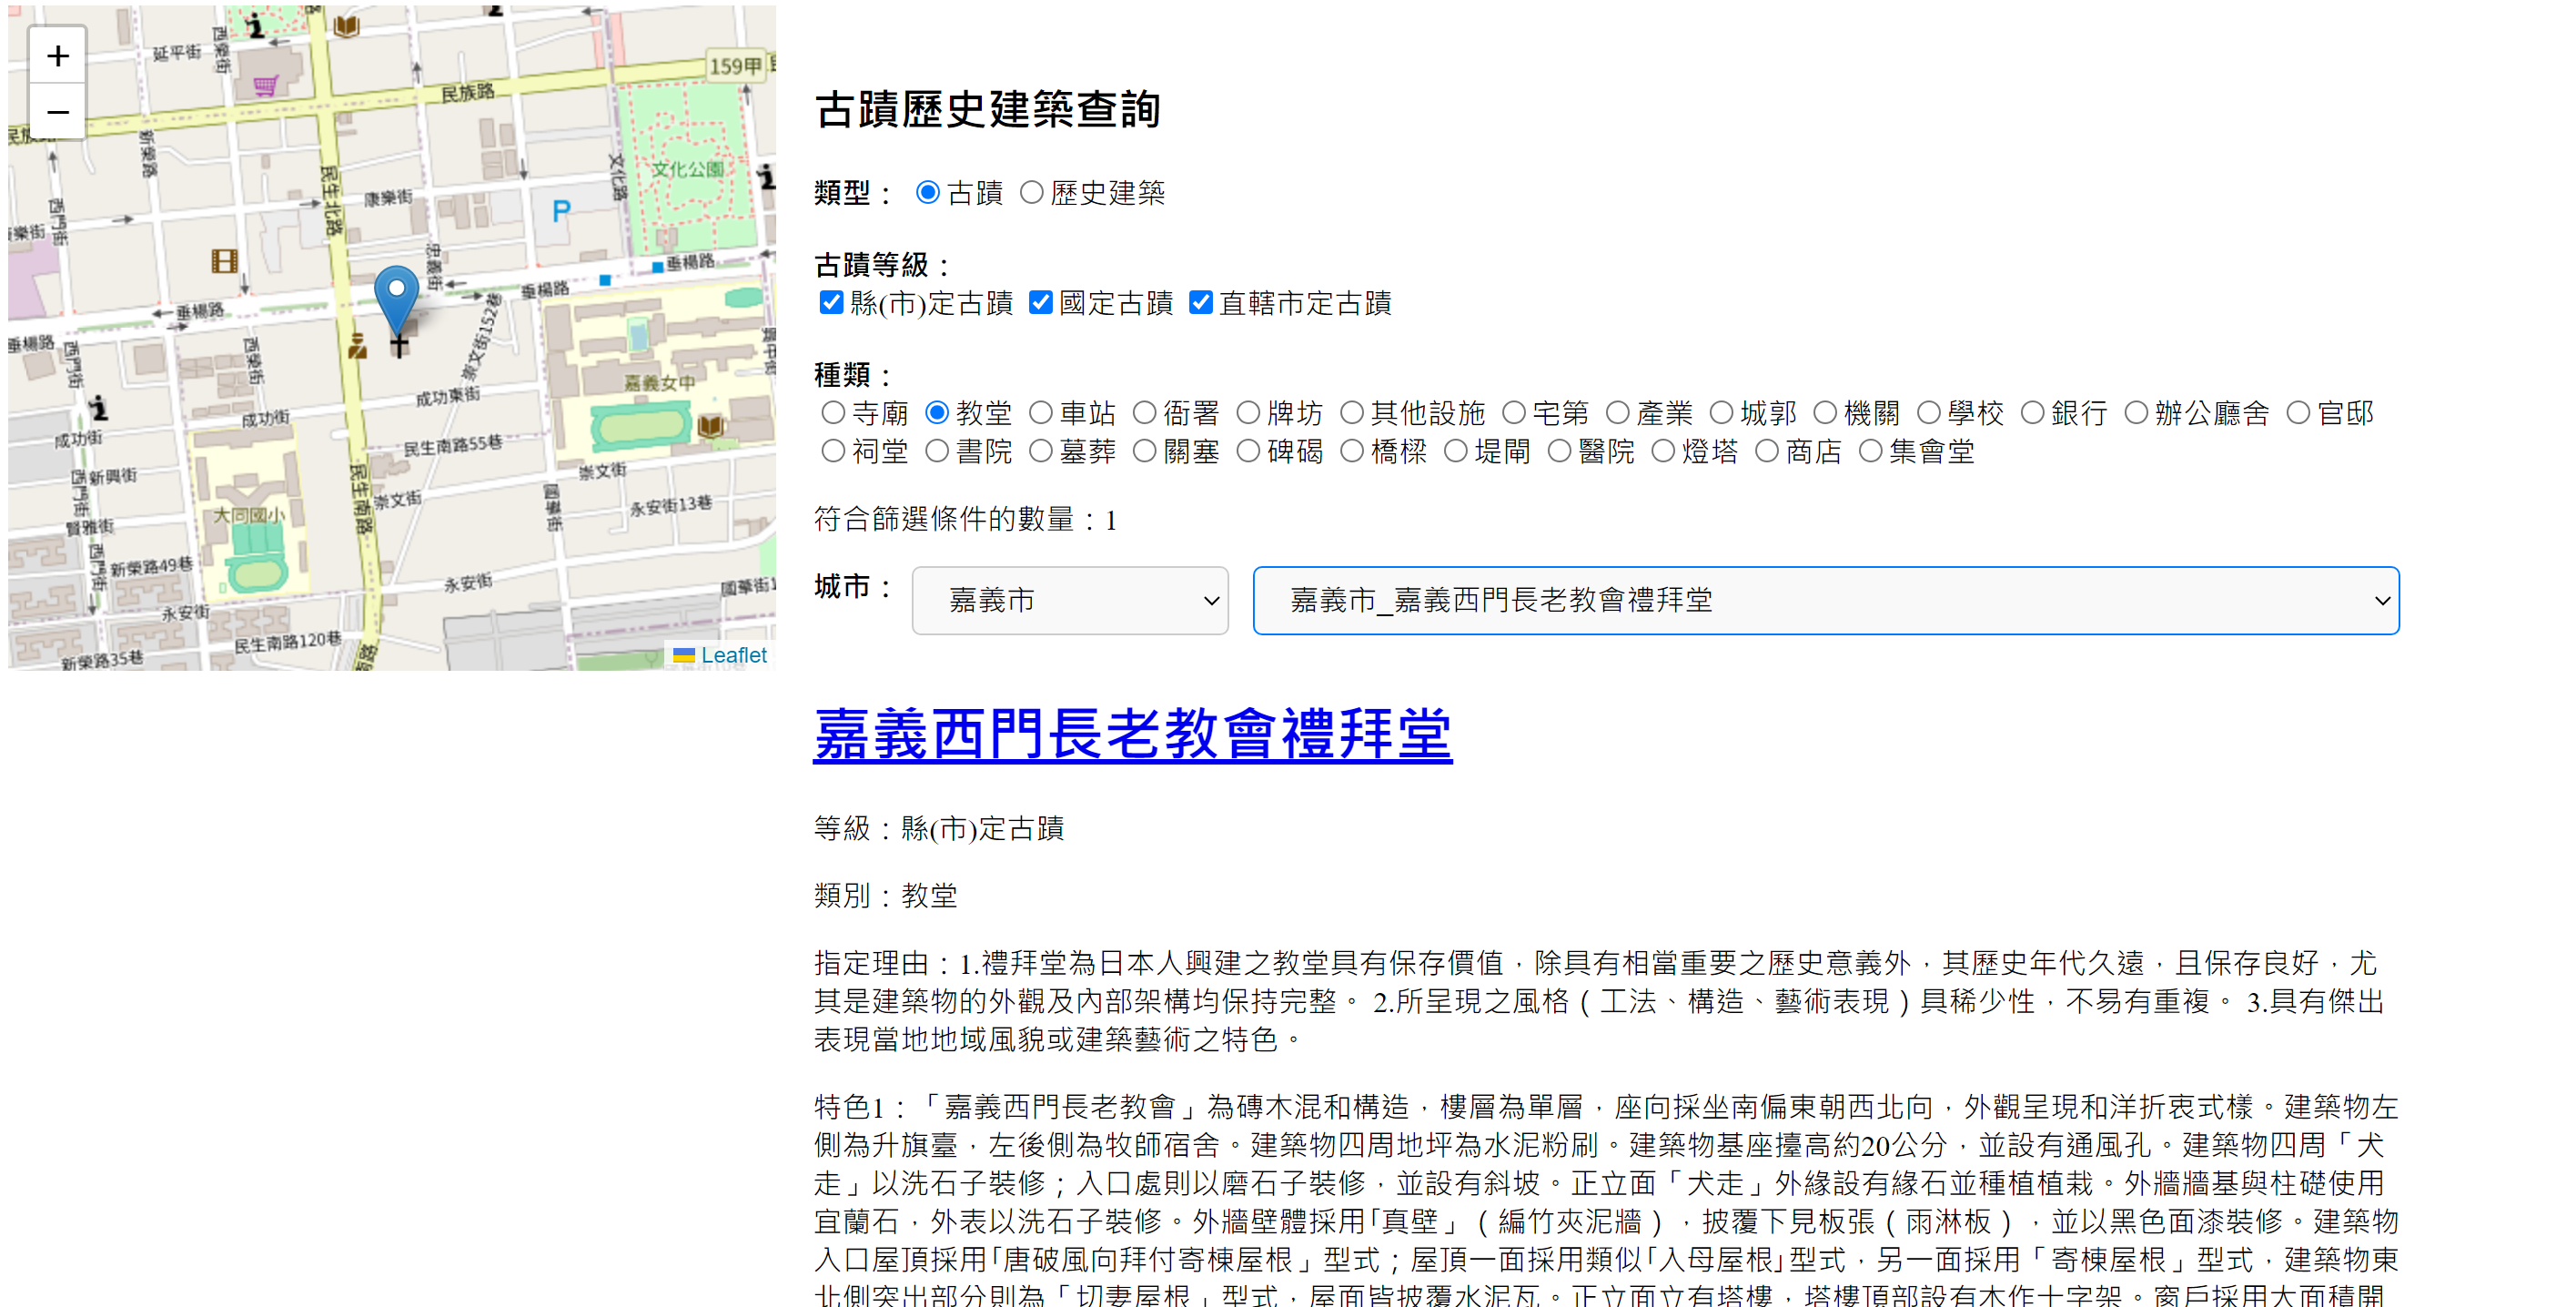 +
−
延平街
西榮街
民族路
159甲
新榮路
文化路
文化公園
西門街
民生北路
康樂街
忠義街
垂楊路
垂楊路
垂楊路
垂楊路
崇文街152巷
西門街
西榮街
嘉義女中
成功東街
成功街
成功街
民生南路55巷
新興街
西門街
民生南路
崇文街
崇文街
國華街
永安街13巷
大同國小
賢雅街
西門街
新榮路49巷
永安街
永安街
國華街1
民生南路120巷
新榮路35巷
Leaflet
古蹟歷史建築查詢
類型： 古蹟 歷史建築
古蹟等級：
縣(市)定古蹟 國定古蹟 直轄市定古蹟
種類：
寺廟 教堂 車站 衙署 牌坊 其他設施 宅第 產業 城郭 機關 學校 銀行 辦公廳舍 官邸
祠堂 書院 墓葬 關塞 碑碣 橋樑 堤閘 醫院 燈塔 商店 集會堂
符合篩選條件的數量：1
城市： 嘉義市 嘉義市_嘉義西門長老教會禮拜堂
嘉義西門長老教會禮拜堂
等級：縣(市)定古蹟
類別：教堂
指定理由：1.禮拜堂為日本人興建之教堂具有保存價值，除具有相當重要之歷史意義外，其歷史年代久遠，且保存良好，尤
其是建築物的外觀及內部架構均保持完整。 2.所呈現之風格（工法、構造、藝術表現）具稀少性，不易有重複。 3.具有傑出
表現當地地域風貌或建築藝術之特色。
特色1：「嘉義西門長老教會」為磚木混和構造，樓層為單層，座向採坐南偏東朝西北向，外觀呈現和洋折衷式樣。建築物左
側為升旗臺，左後側為牧師宿舍。建築物四周地坪為水泥粉刷。建築物基座擡高約20公分，並設有通風孔。建築物四周「犬
走」以洗石子裝修；入口處則以磨石子裝修，並設有斜坡。正立面「犬走」外緣設有緣石並種植植栽。外牆牆基與柱礎使用
宜蘭石，外表以洗石子裝修。外牆壁體採用｢真壁」（編竹夾泥牆），披覆下見板張（雨淋板），並以黑色面漆裝修。建築物
入口屋頂採用｢唐破風向拜付寄棟屋根」型式；屋頂一面採用類似｢入母屋根｣型式，另一面採用「寄棟屋根」型式，建築物東
北側突出部分則為「切妻屋根」型式，屋面皆披覆水泥瓦。正立面立有塔樓，塔樓頂部設有木作十字架。窗戶採用大面積開